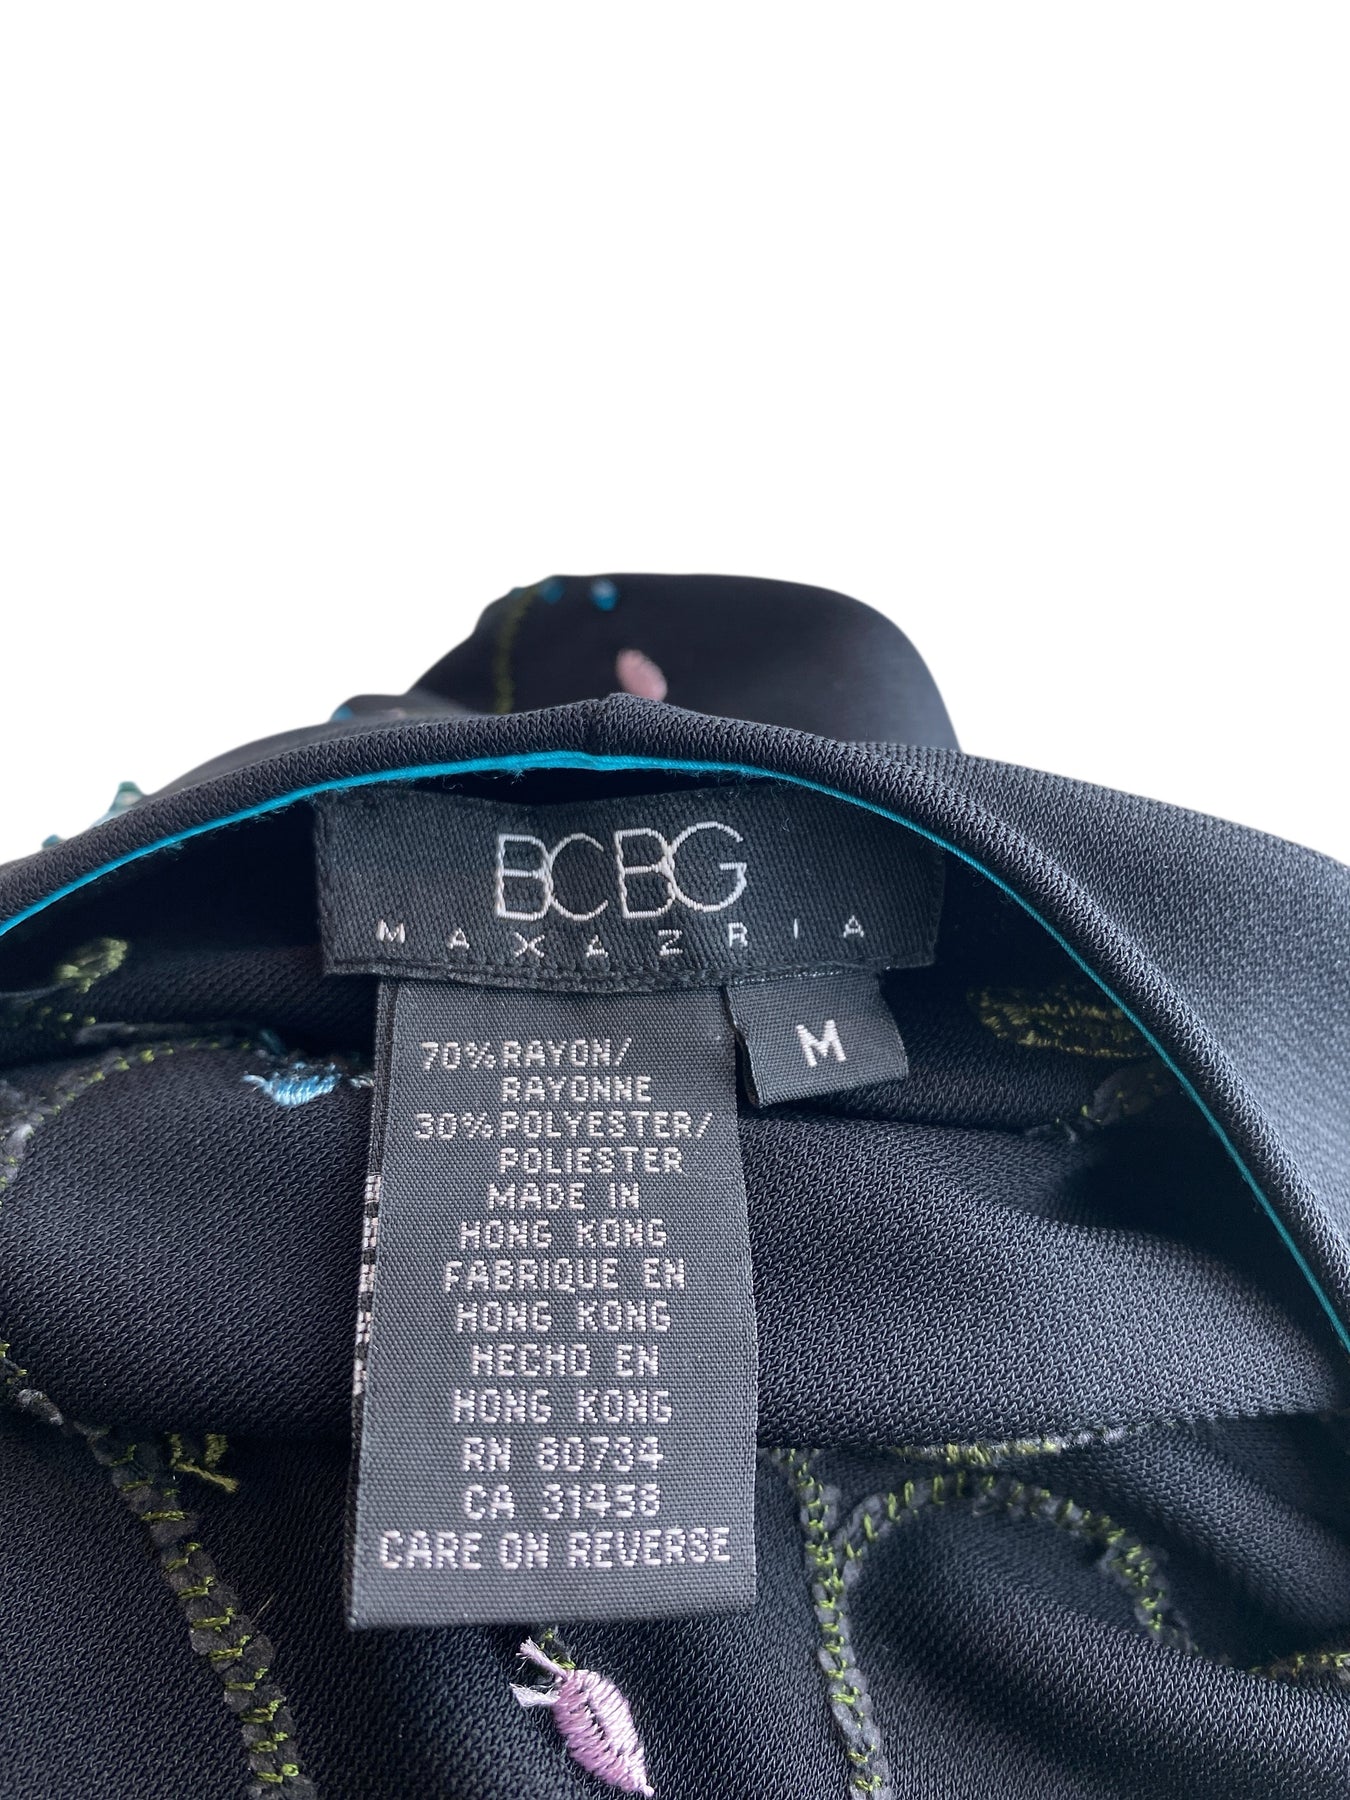 BCBG
MAXAZRIA
M
70% RAYON/
RAYONNE
30% POLYESTER/
POLIESTER
MADE IN
HONG KONG
FABRIQUE EN
HONG KONG
HECHO EN
HONG KONG
RN 80734
CA 31458
CARE ON REVERSE